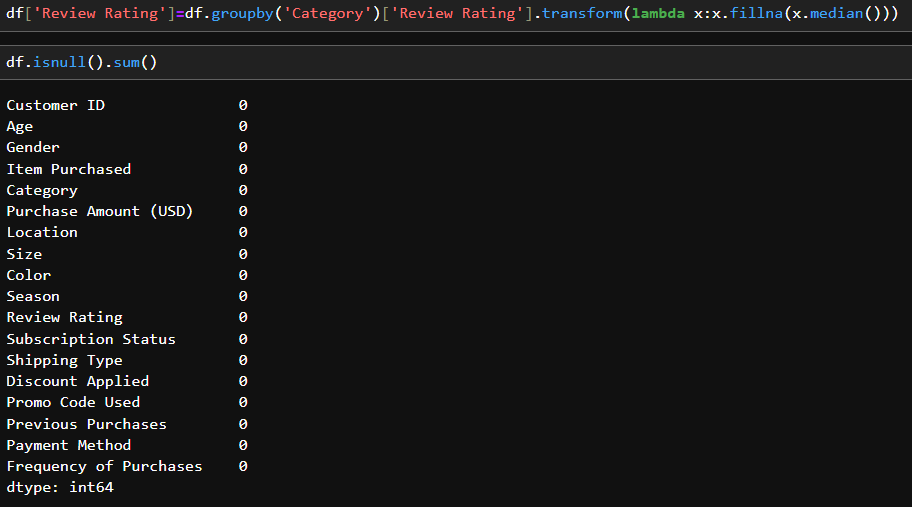 df['Review Rating']=df.groupby('Category')['Review Rating'].transform(lambda x:x.fillna(x.median()))
df.isnull().sum()
Customer ID 0
Age 0
Gender 0
Item Purchased 0
Category 0
Purchase Amount (USD) 0
Location 0
Size 0
Color 0
Season 0
Review Rating 0
Subscription Status 0
Shipping Type 0
Discount Applied 0
Promo Code Used 0
Previous Purchases 0
Payment Method 0
Frequency of Purchases 0
dtype: int64